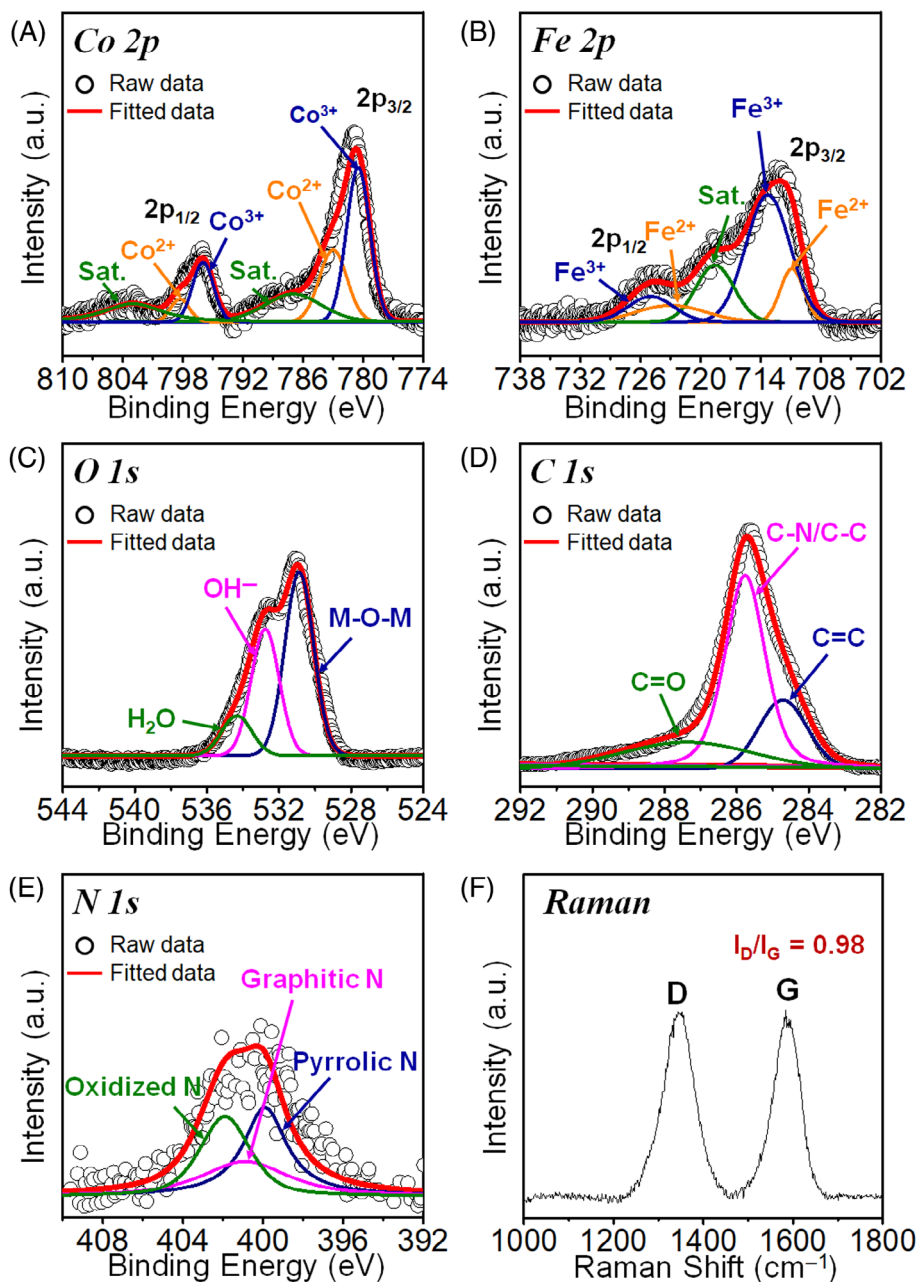 (A)
Co 2p
Raw data
Fitted data
2p3/2
Co3+
Co2+
2p1/2
Co3+
Co2+
Sat.
Sat.
Intensity (a.u.)
810 804 798 792 786 780 774
Binding Energy (eV)
(B)
Fe 2p
Raw data
Fitted data
Fe3+
2p3/2
Sat.
Fe2+
2p1/2
Fe2+
Fe3+
Intensity (a.u.)
738 732 726 720 714 708 702
Binding Energy (eV)
(C)
O 1s
Raw data
Fitted data
OH−
M-O-M
H2O
Intensity (a.u.)
544 540 536 532 528 524
Binding Energy (eV)
(D)
C 1s
Raw data
Fitted data
C-N/C-C
C=C
C=O
Intensity (a.u.)
292 290 288 286 284 282
Binding Energy (eV)
(E)
N 1s
Raw data
Fitted data
Graphitic N
Pyrrolic N
Oxidized N
Intensity (a.u.)
408 404 400 396 392
Binding Energy (eV)
(F)
Raman
ID/IG = 0.98
D
G
Intensity (a.u.)
1000 1200 1400 1600 1800
Raman Shift (cm−1)